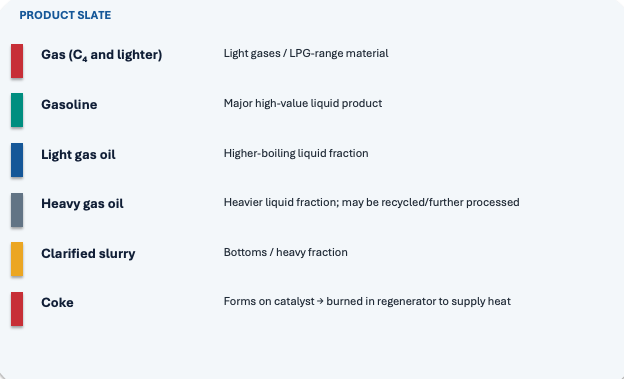 PRODUCT SLATE
Gas (C₄ and lighter) Light gases / LPG-range material
Gasoline Major high-value liquid product
Light gas oil Higher-boiling liquid fraction
Heavy gas oil Heavier liquid fraction; may be recycled/further processed
Clarified slurry Bottoms / heavy fraction
Coke Forms on catalyst → burned in regenerator to supply heat